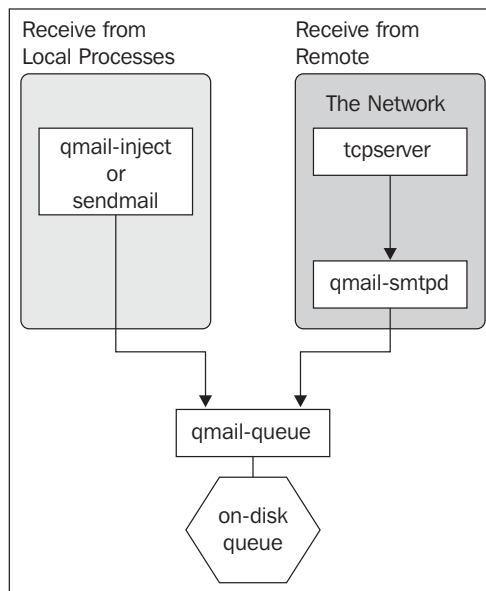 Receive from
Local Processes
Receive from
Remote
The Network
qmail-inject
or
sendmail
tcpserver
qmail-smtpd
qmail-queue
on-disk
queue